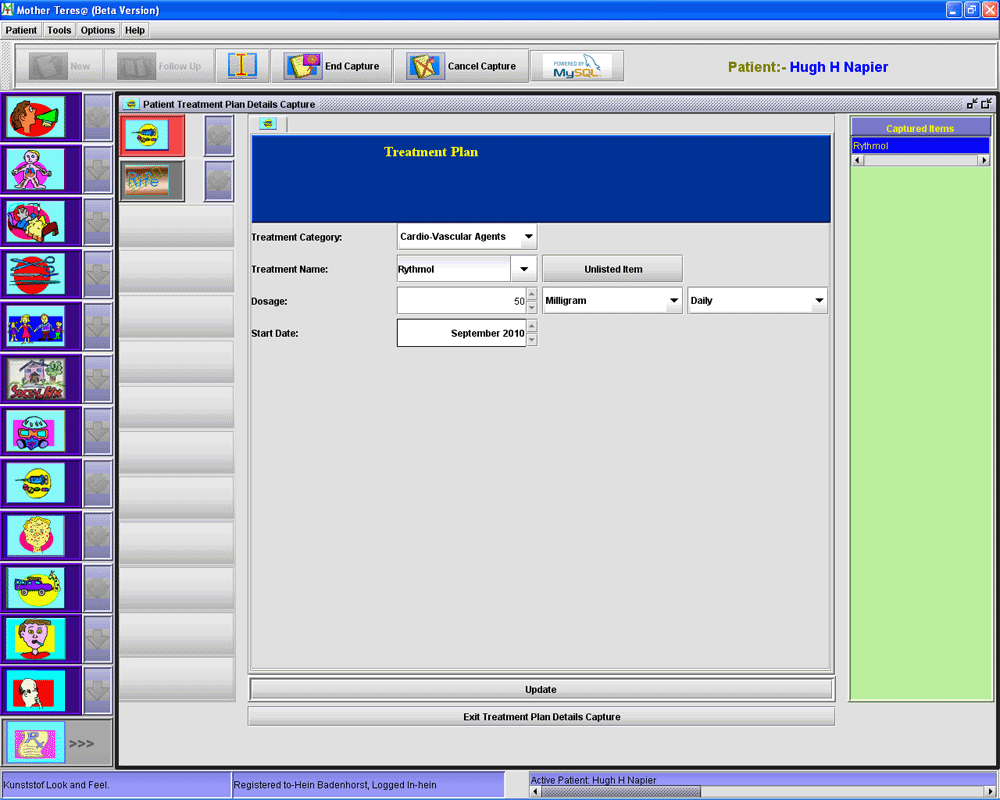 Mother Teres@ (Beta Version)
Patient Tools Options Help
New Follow Up End Capture Cancel Capture POWERED BY MySQL Patient:- Hugh H Napier
Patient Treatment Plan Details Capture
Captured Items
Rythmol
Rife
Treatment Plan
Treatment Category: Cardio-Vascular Agents
Treatment Name: Rythmol Unlisted Item
Dosage: 50 Milligram Daily
Start Date: September 2010
Update
Exit Treatment Plan Details Capture
>>>
Kunststof Look and Feel. Registered to-Hein Badenhorst, Logged In-hein Active Patient: Hugh H Napier